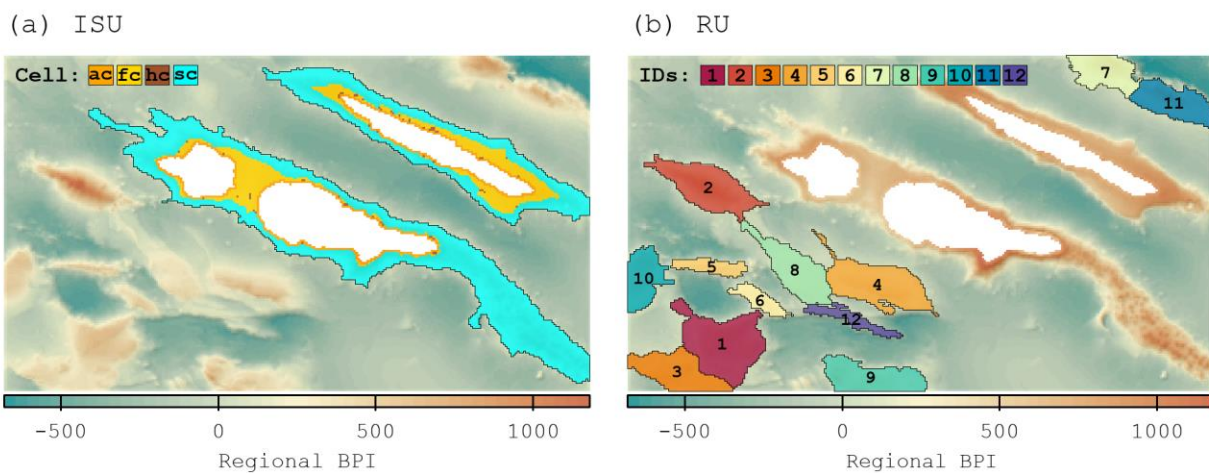 (a) ISU
Cell: ac fc hc sc
-500 0 500 1000
Regional BPI
(b) RU
IDs: 1 2 3 4 5 6 7 8 9 10 11 12
7
11
2
10
5
8
4
6
12
1
3
9
-500 0 500 1000
Regional BPI